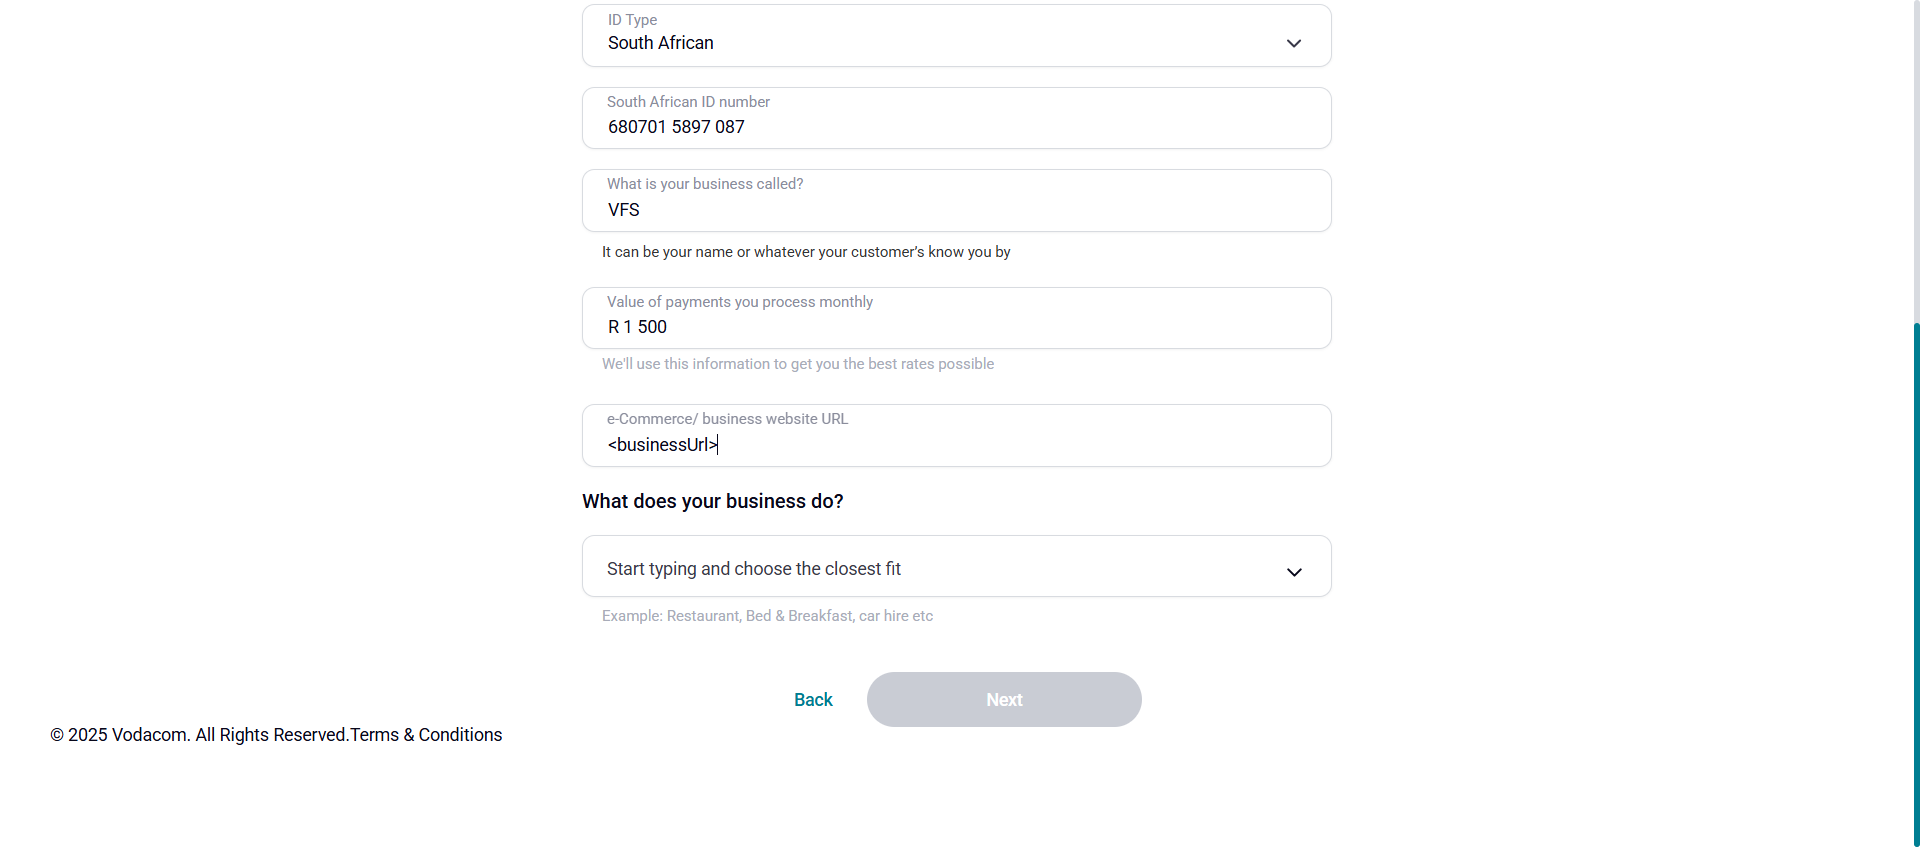 ID Type
South African
South African ID number
680701 5897 087
What is your business called?
VFS
It can be your name or whatever your customer’s know you by
Value of payments you process monthly
R 1 500
We'll use this information to get you the best rates possible
e-Commerce/ business website URL
<businessUrl>
What does your business do?
Start typing and choose the closest fit
Example: Restaurant, Bed & Breakfast, car hire etc
Back Next
© 2025 Vodacom. All Rights Reserved.Terms & Conditions